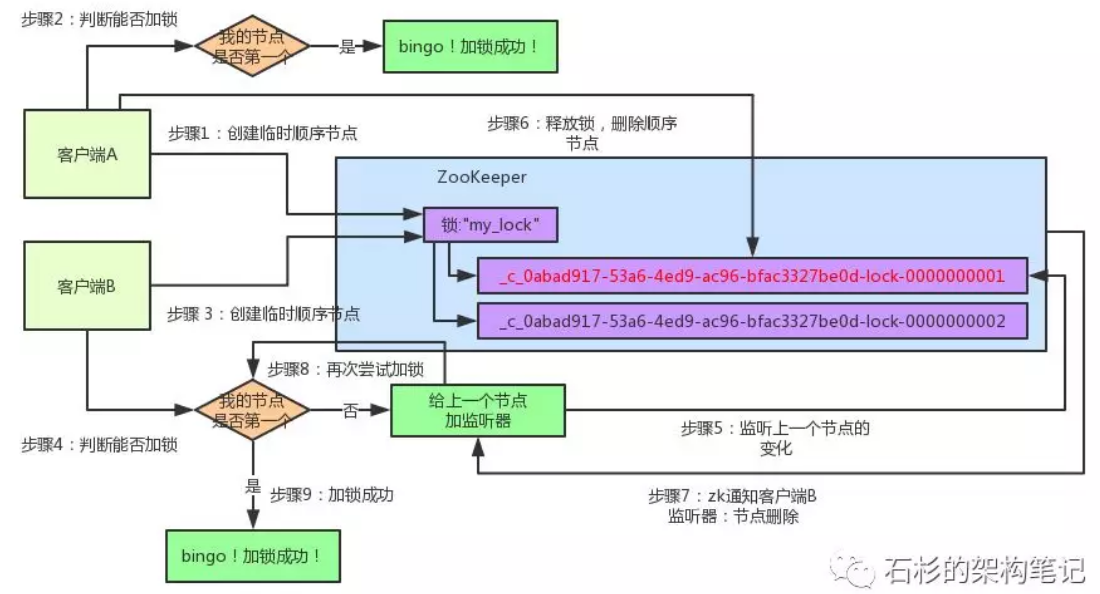 步骤2：判断能否加锁
我的节点
是否第一个
是
bingo！加锁成功！
客户端A
步骤1：创建临时顺序节点
步骤6：释放锁，删除顺序
节点
ZooKeeper
锁:"my_lock"
_c_0abad917-53a6-4ed9-ac96-bfac3327be0d-lock-0000000001
_c_0abad917-53a6-4ed9-ac96-bfac3327be0d-lock-0000000002
客户端B
步骤 3：创建临时顺序节点
步骤8：再次尝试加锁
我的节点
是否第一个
否
给上一个节点
加监听器
步骤4：判断能否加锁
步骤5：监听上一个节点的
变化
是
步骤9：加锁成功
步骤7：zk通知客户端B
监听器：节点删除
bingo！加锁成功！
石杉的架构笔记